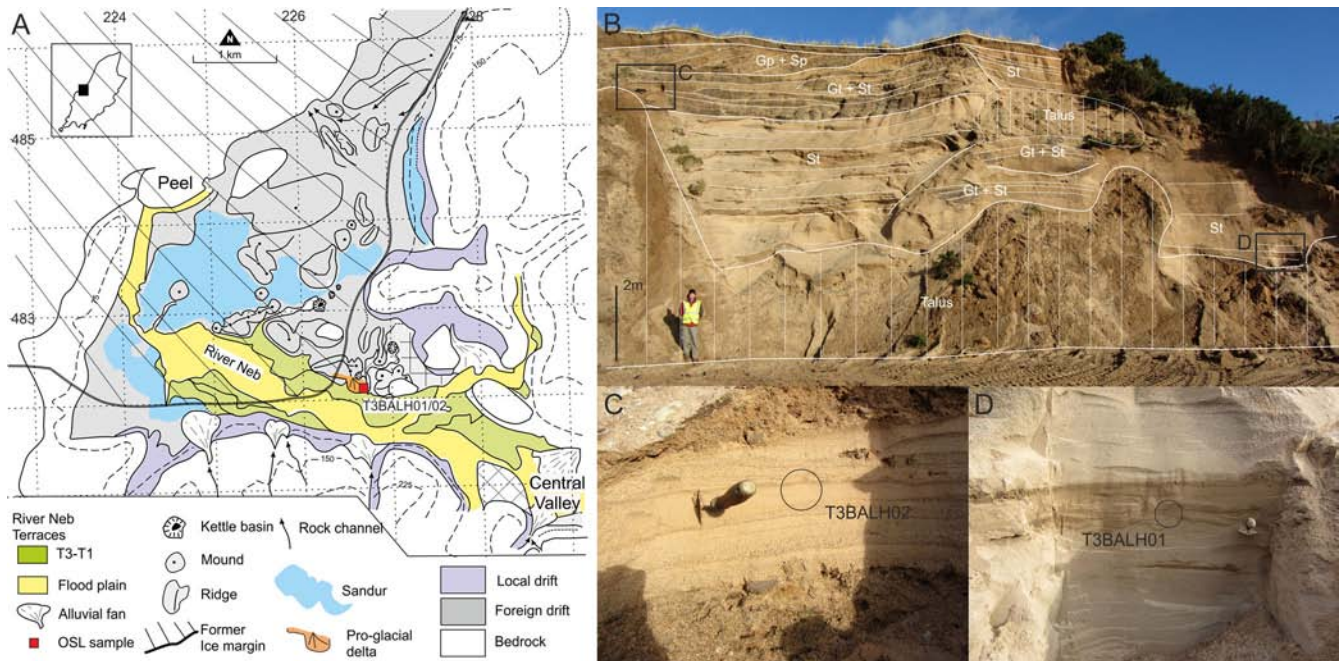 A
224
226
228
N
1 km
150
485
Peel
75
483
River Neb
T3BALH01/02
150
225
Central
Valley
River Neb
Terraces
T3-T1
Flood plain
Alluvial fan
OSL sample
Kettle basin
Mound
Ridge
Former
Ice margin
Rock channel
Sandur
Pro-glacial
delta
Local drift
Foreign drift
Bedrock
B
C
Gp + Sp
St
Gt + St
Talus
St
Gt + St
Gt + St
St
D
2m
Talus
C
T3BALH02
D
T3BALH01